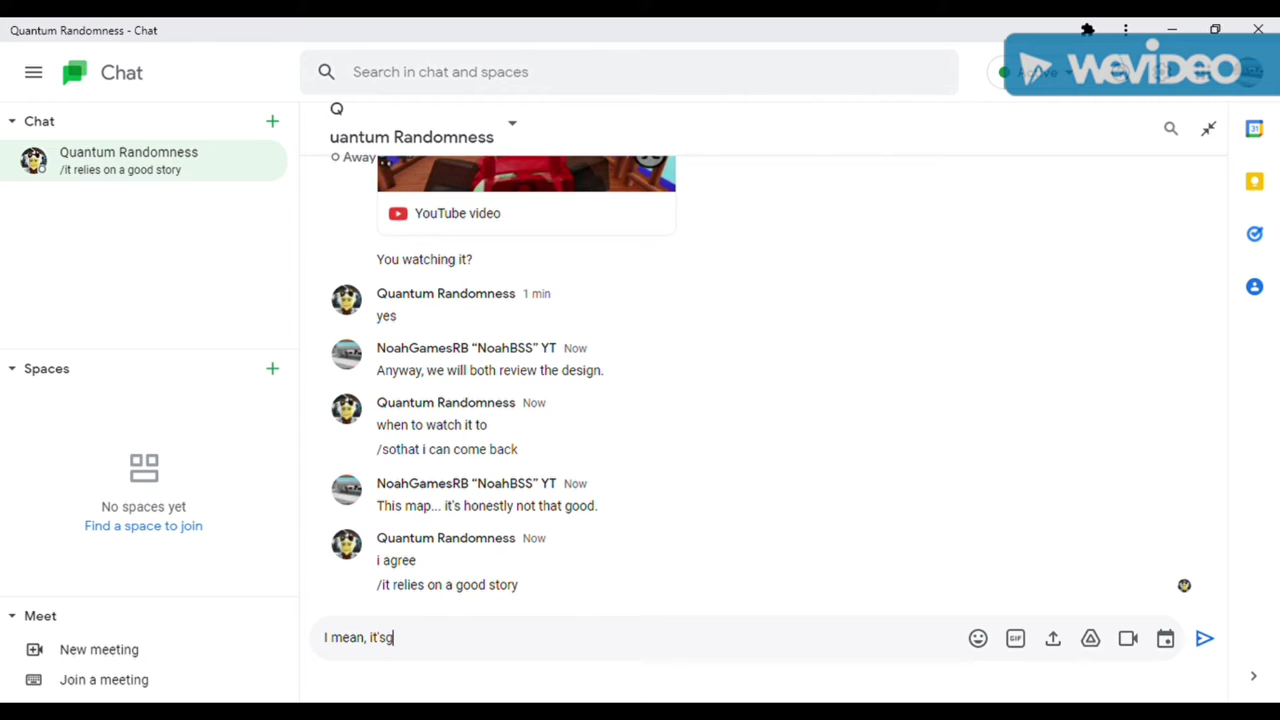 Quantum Randomness - Chat
WEVIDEO
Chat
Search in chat and spaces
Active
Chat
Quantum Randomness
/it relies on a good story
Q
uantum Randomness
Away
YouTube video
You watching it?
Quantum Randomness 1 min
yes
NoahGamesRB “NoahBSS” YT Now
Anyway, we will both review the design.
Quantum Randomness Now
when to watch it to
/sothat i can come back
NoahGamesRB “NoahBSS” YT Now
This map... it's honestly not that good.
Quantum Randomness Now
i agree
/it relies on a good story
Spaces
No spaces yet
Find a space to join
Meet
New meeting
Join a meeting
I mean, it'sg
GIF
31